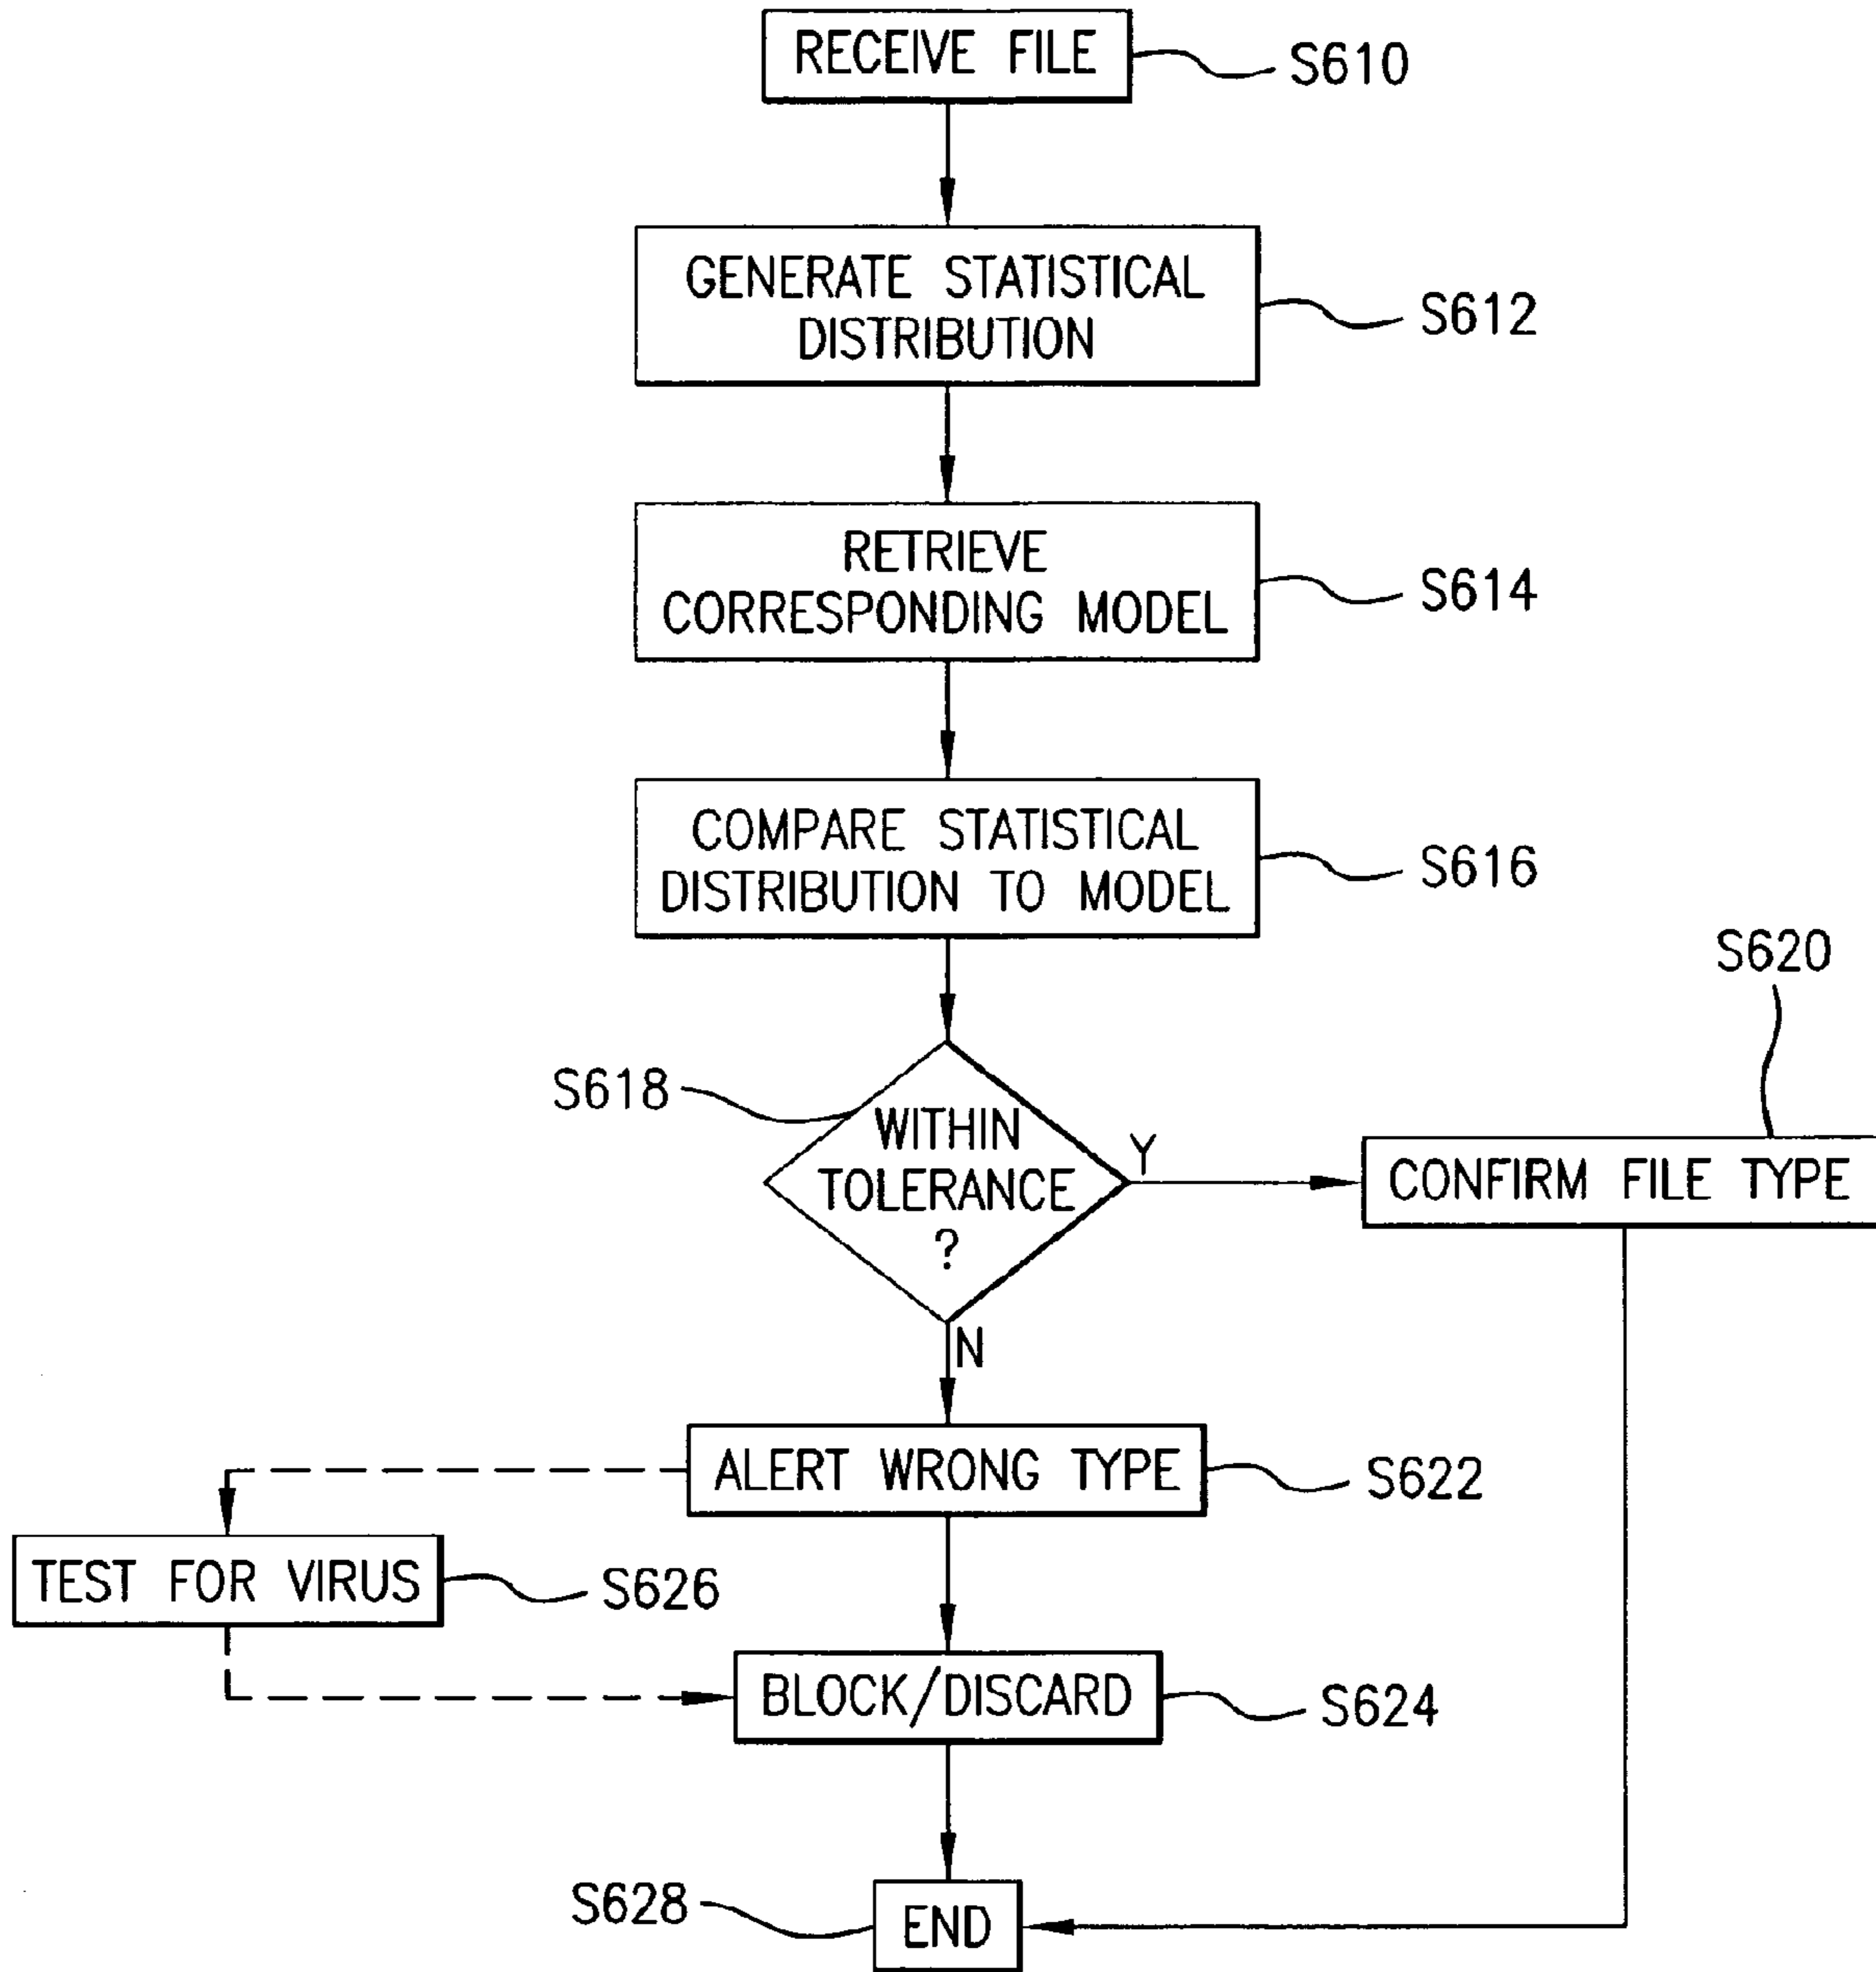 RECEIVE FILE
S610
GENERATE STATISTICAL
DISTRIBUTION
S612
RETRIEVE
CORRESPONDING MODEL
S614
COMPARE STATISTICAL
DISTRIBUTION TO MODEL
S616
S618
WITHIN
TOLERANCE
?
Y
N
S620
CONFIRM FILE TYPE
ALERT WRONG TYPE
S622
TEST FOR VIRUS
S626
BLOCK/DISCARD
S624
S628
END